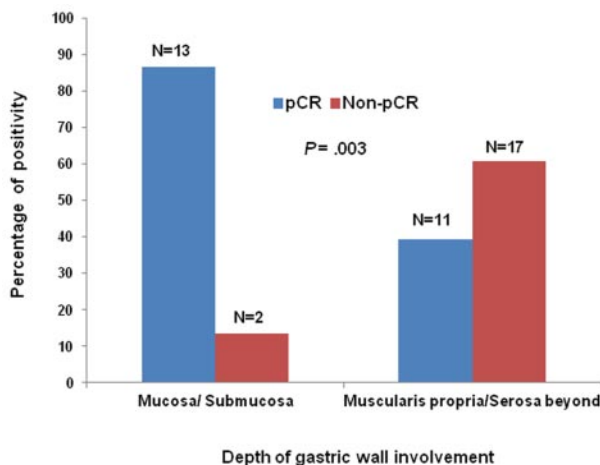 100
90
80
70
60
50
40
30
20
10
0
Percentage of positivity
N=13
N=2
N=11
N=17
pCR Non-pCR
P= .003
Mucosa/ Submucosa Muscularis propria/Serosa beyond
Depth of gastric wall involvement